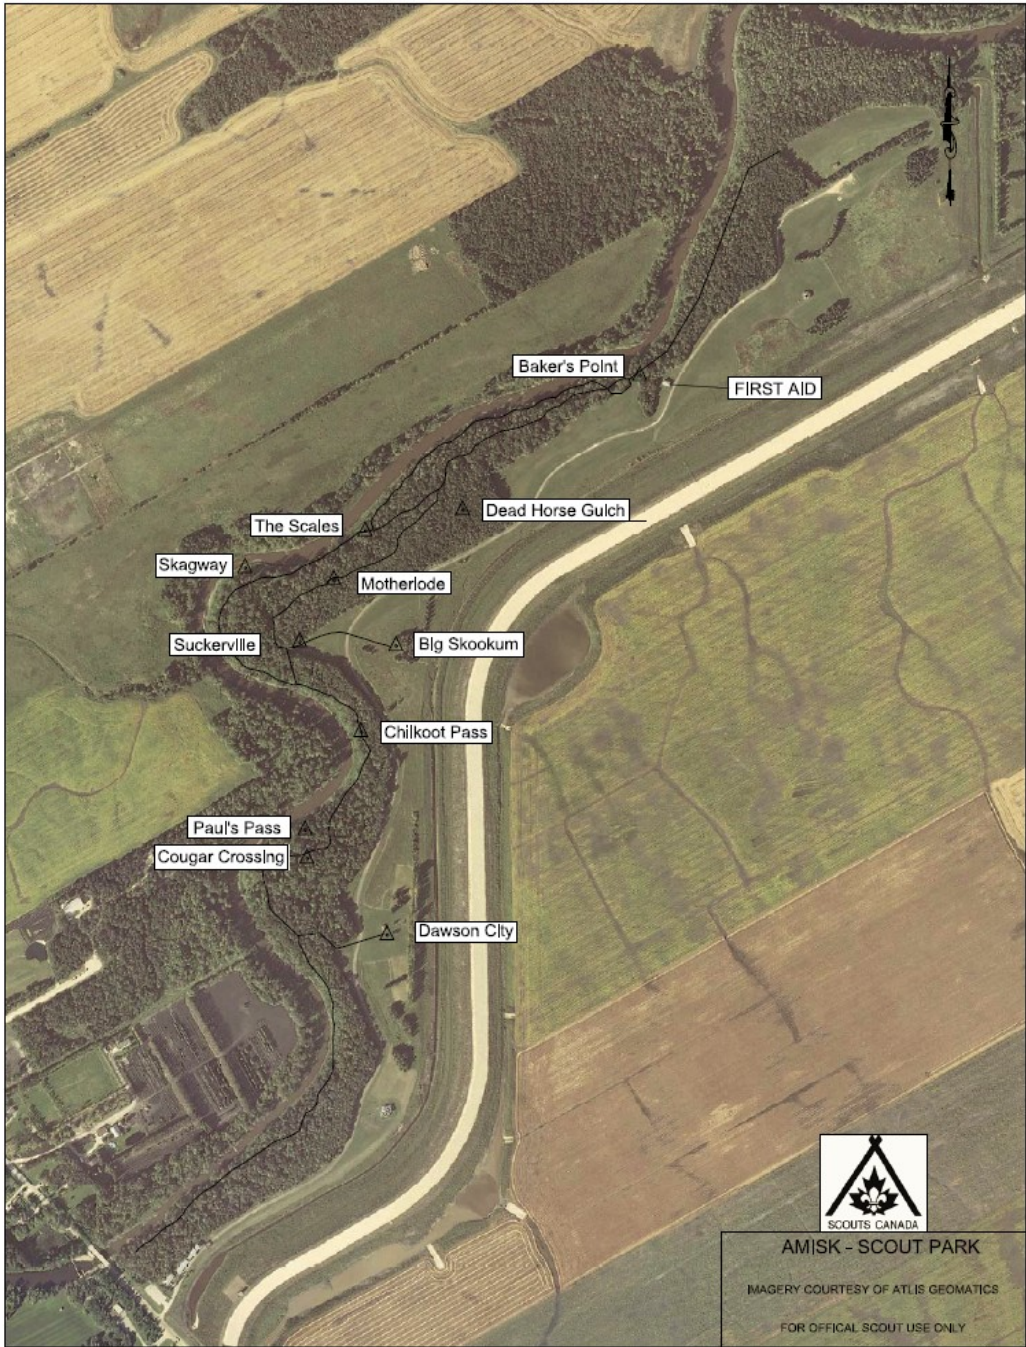 Baker's Point
FIRST AID
Dead Horse Gulch
The Scales
Skagway
Motherlode
Suckerville
Big Skookum
Chilkoot Pass
Paul's Pass
Cougar Crossing
Dawson City
SCOUTS CANADA
AMISK - SCOUT PARK
IMAGERY COURTESY OF ATLIS GEOMATICS
FOR OFFICAL SCOUT USE ONLY